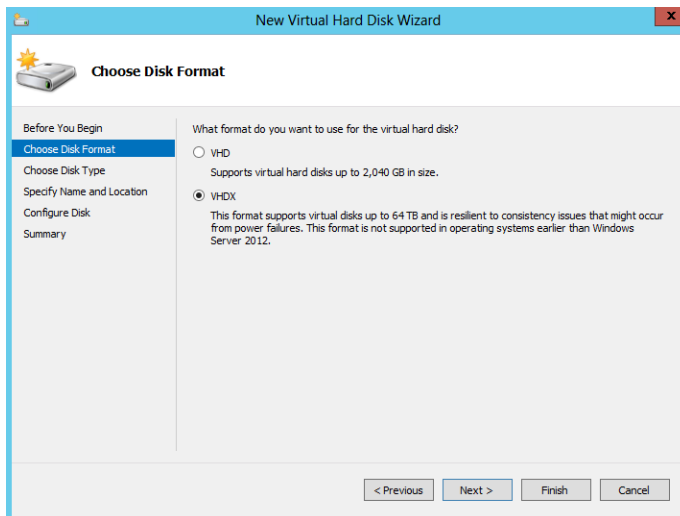 New Virtual Hard Disk Wizard
x
Choose Disk Format
Before You Begin
Choose Disk Format
Choose Disk Type
Specify Name and Location
Configure Disk
Summary
What format do you want to use for the virtual hard disk?
VHD
Supports virtual hard disks up to 2,040 GB in size.
VHDX
This format supports virtual disks up to 64 TB and is resilient to consistency issues that might occur
from power failures. This format is not supported in operating systems earlier than Windows
Server 2012.
< Previous
Next >
Finish
Cancel